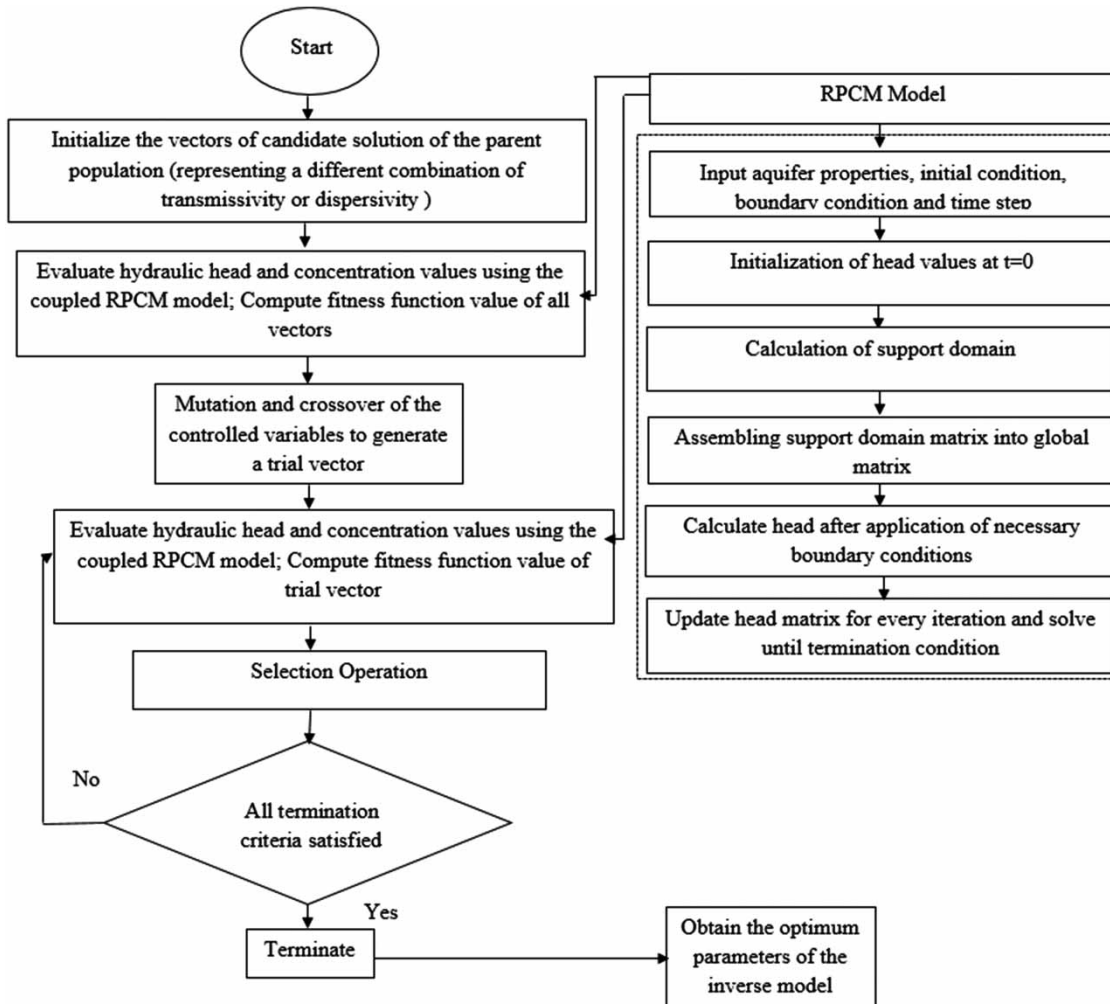 Start
Initialize the vectors of candidate solution of the parent
population (representing a different combination of
transmissivity or dispersivity )
Evaluate hydraulic head and concentration values using the
coupled RPCM model; Compute fitness function value of all
vectors
Mutation and crossover of the
controlled variables to generate
a trial vector
Evaluate hydraulic head and concentration values using the
coupled RPCM model; Compute fitness function value of
trial vector
Selection Operation
No
All termination
criteria satisfied
Yes
Terminate
Obtain the optimum
parameters of the
inverse model
RPCM Model
Input aquifer properties, initial condition,
boundary condition and time step
Initialization of head values at t=0
Calculation of support domain
Assembling support domain matrix into global
matrix
Calculate head after application of necessary
boundary conditions
Update head matrix for every iteration and solve
until termination condition